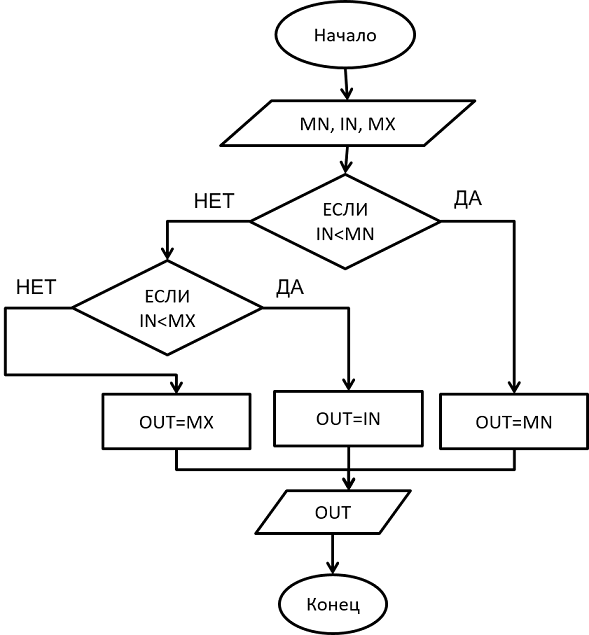 Начало
MN, IN, MX
НЕТ
ДА
ЕСЛИ
IN<MN
НЕТ
ДА
ЕСЛИ
IN<MX
OUT=MX
OUT=IN
OUT=MN
OUT
Конец